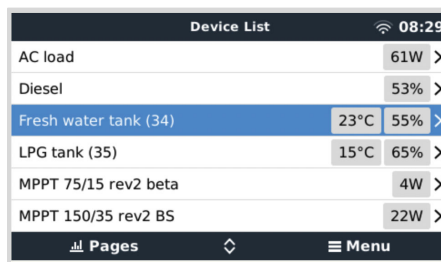 Device List 08:29
AC load 61W
Diesel 53%
Fresh water tank (34) 23°C 55%
LPG tank (35) 15°C 65%
MPPT 75/15 rev2 beta 4W
MPPT 150/35 rev2 BS 22W
Pages Menu